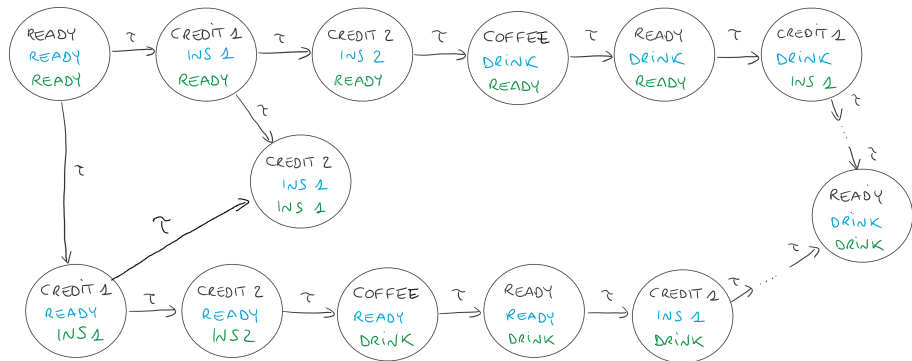 READY
READY
READY
τ
CREDIT 1
INS 1
READY
τ
CREDIT 2
INS 2
READY
τ
COFFEE
DRINK
READY
τ
READY
DRINK
READY
τ
CREDIT 1
DRINK
INS 1
τ
τ
τ
τ
CREDIT 2
INS 1
INS 1
τ
READY
DRINK
DRINK
τ
CREDIT 1
READY
INS 1
τ
CREDIT 2
READY
INS2
τ
COFFEE
READY
DRINK
τ
READY
READY
DRINK
τ
CREDIT 1
INS 1
DRINK
τ